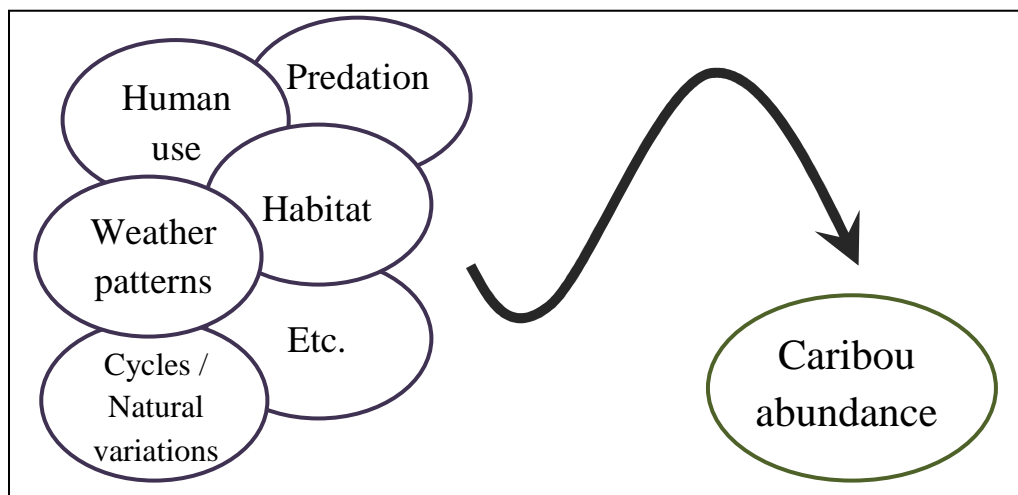 Predation
Human
use
Habitat
Weather
patterns
Etc.
Cycles /
Natural
variations
Caribou
abundance